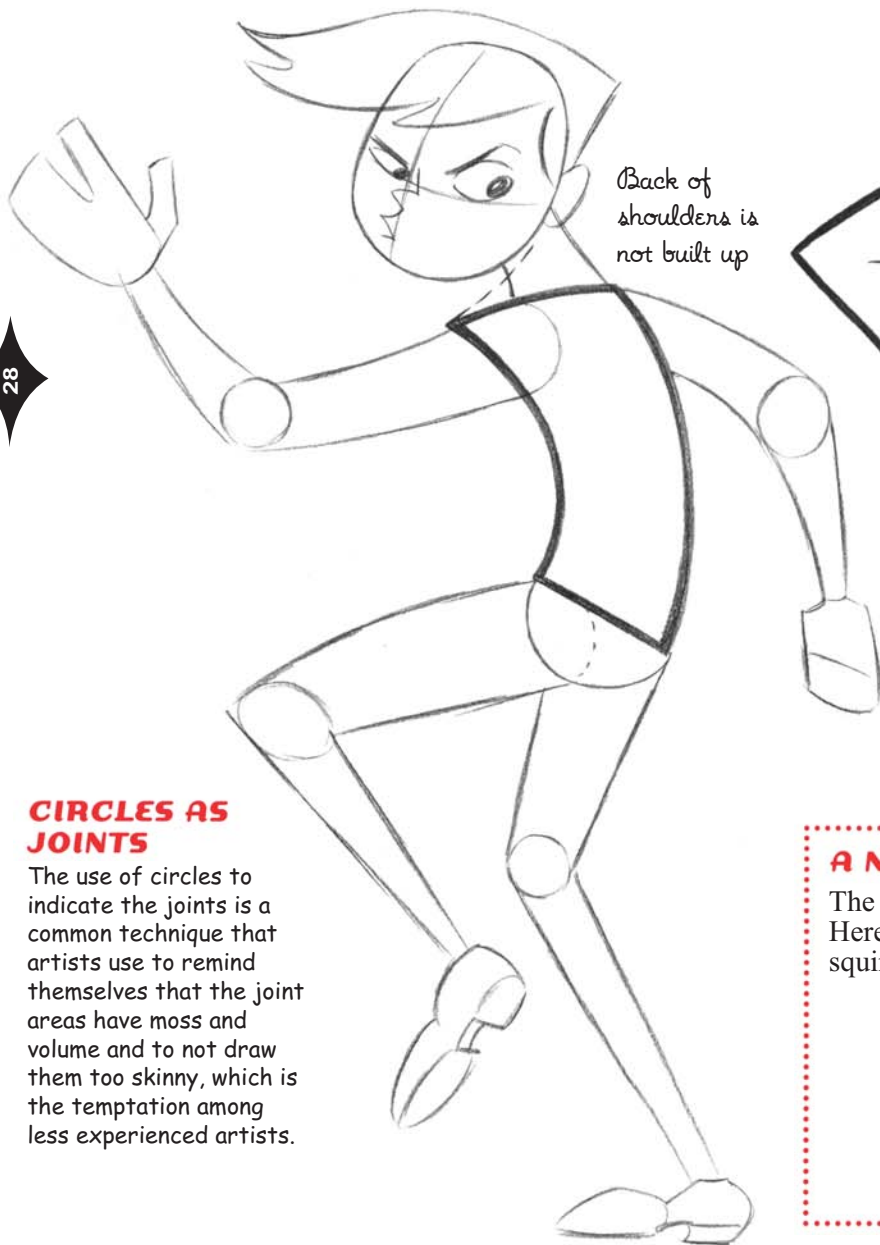 Back of
shoulders is
not built up
28
CIRCLES AS
JOINTS
The use of circles to
indicate the joints is a
common technique that
artists use to remind
themselves that the joint
areas have moss and
volume and to not draw
them too skinny, which is
the temptation among
less experienced artists.
A N
The
Here
squi